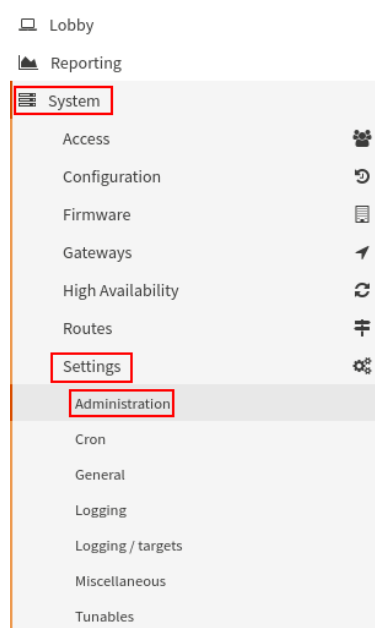 Lobby
Reporting
System
Access
Configuration
Firmware
Gateways
High Availability
Routes
Settings
Administration
Cron
General
Logging
Logging / targets
Miscellaneous
Tunables